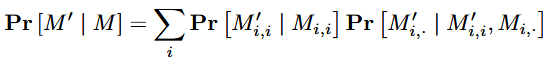 Pr [M′ | M] = ∑_i Pr [M′_{i,i} | M_{i,i}] Pr [M′_{i,·} | M′_{i,i}, M_{i,·}]